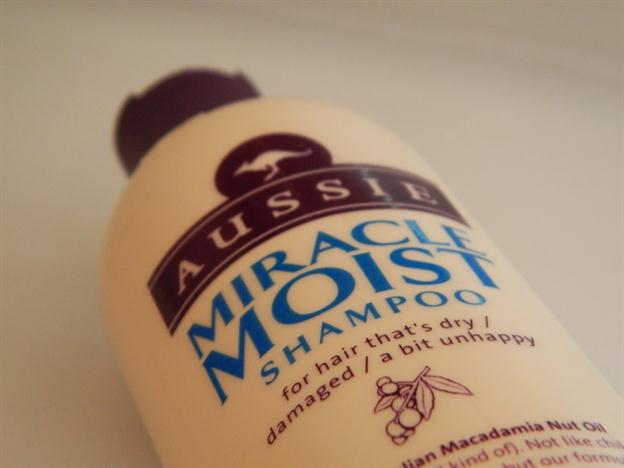 AUSSIE
MIRACLE
MOIST
SHAMPOO
for hair that's dry /
damaged / a bit unhappy
Macadamia Nut Oil
kind of). Not like
but our